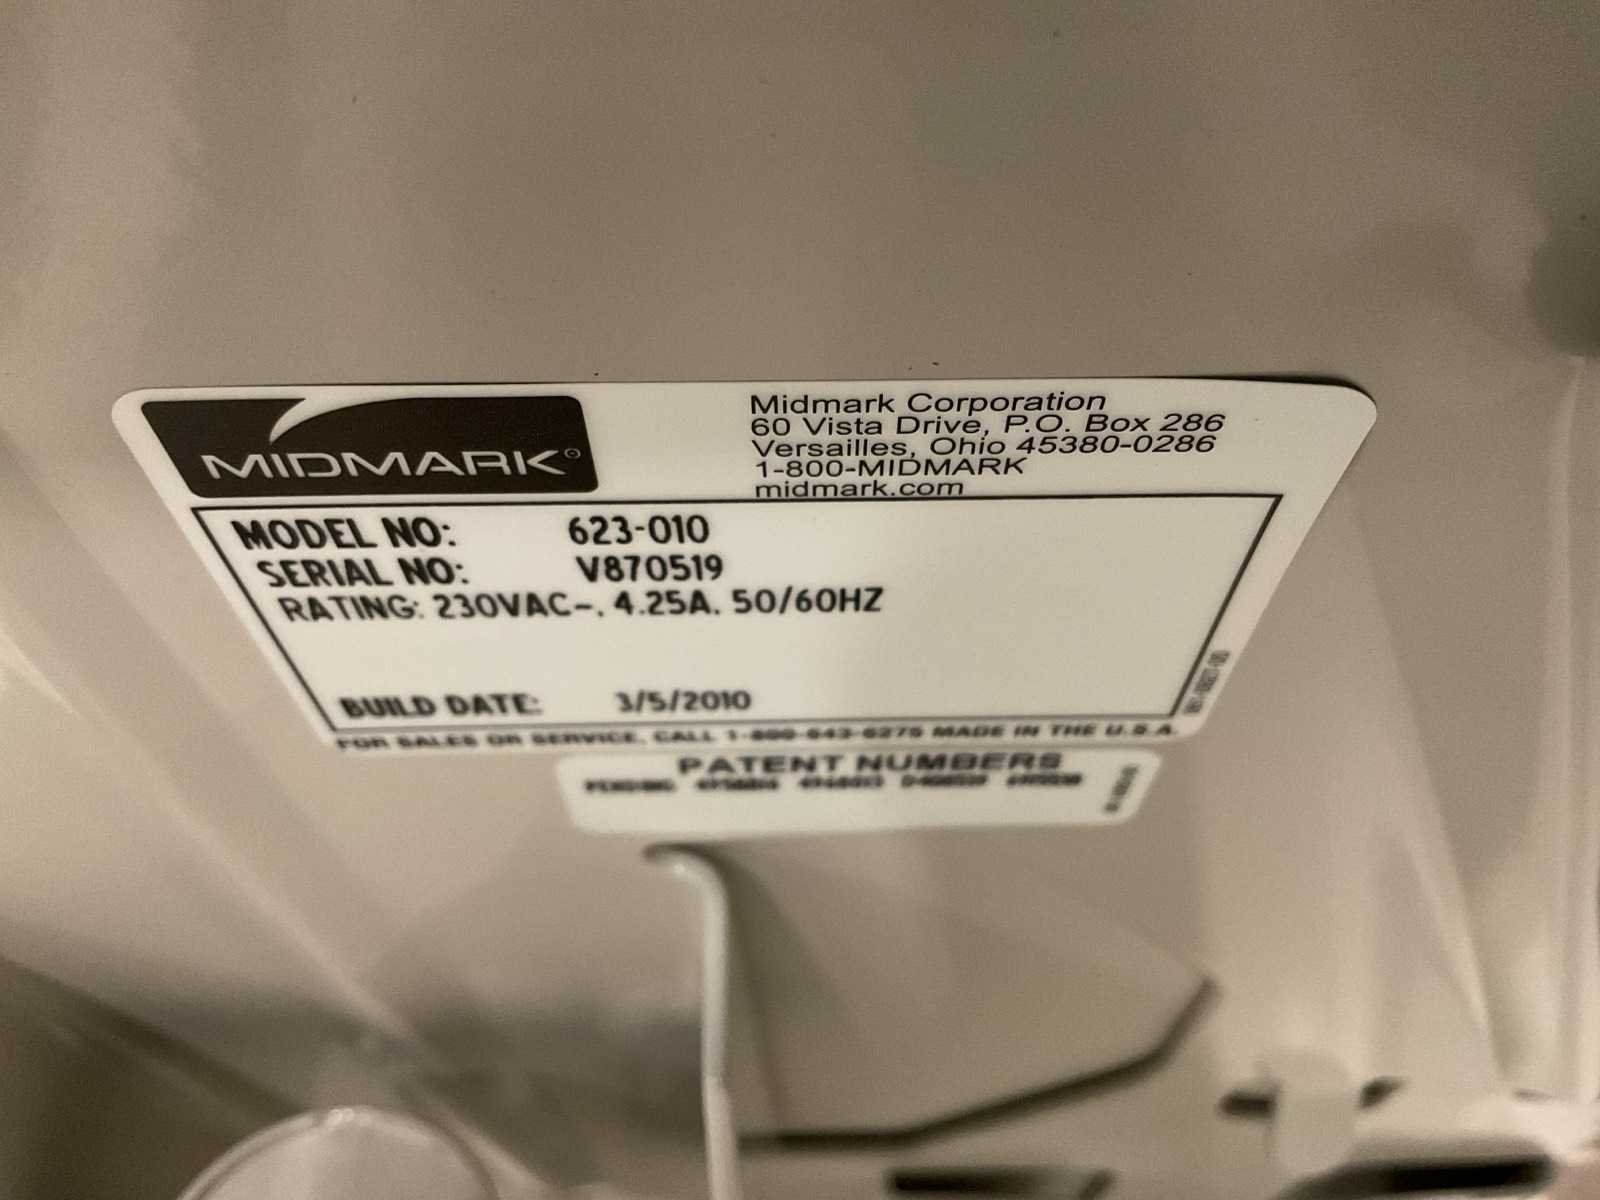 MIDMARK®
Midmark Corporation
60 Vista Drive, P.O. Box 286
Versailles, Ohio 45380-0286
1-800-MIDMARK
midmark.com
MODEL NO: 623-010
SERIAL NO: V870519
RATING: 230VAC~, 4.25A, 50/60HZ
BUILD DATE: 3/5/2010
FOR SALES OR SERVICE, CALL 1-800-643-6275 MADE IN THE U.S.A.
PATENT NUMBERS
PENDING